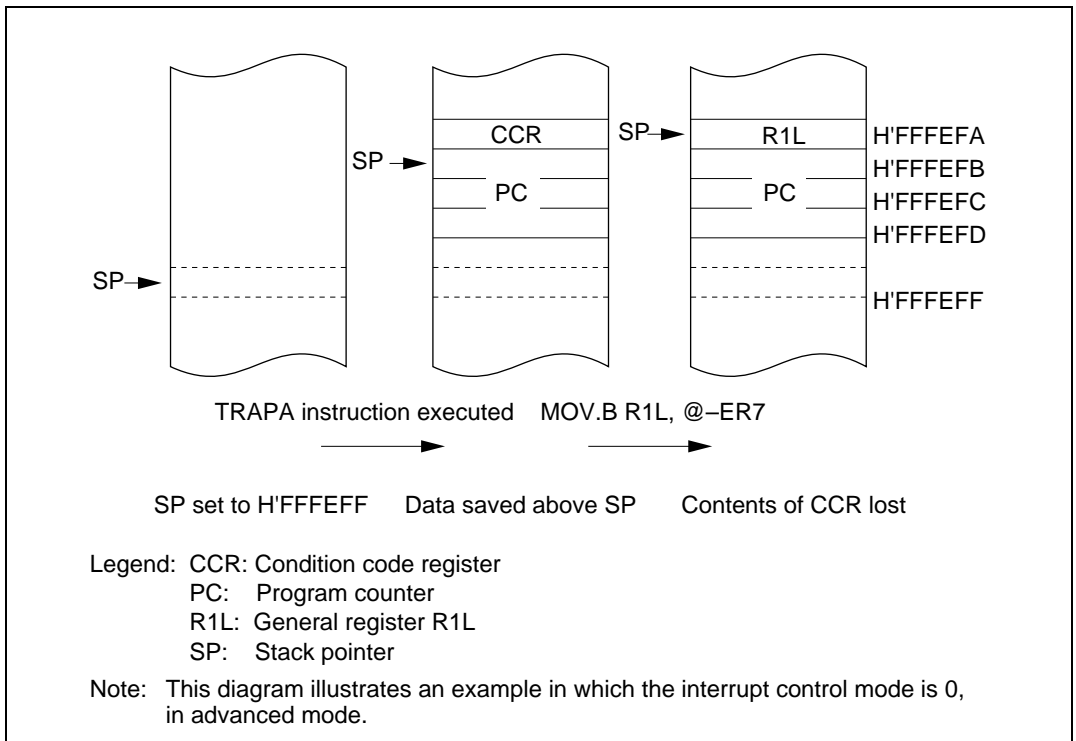 CCR
SP
R1L
H'FFFEFA
SP
H'FFFEFB
PC
PC
H'FFFEFC
H'FFFEFD
SP
H'FFFEFF
TRAPA instruction executed
MOV.B R1L, @–ER7
SP set to H'FFFEFF
Data saved above SP
Contents of CCR lost
Legend: CCR: Condition code register
PC: Program counter
R1L: General register R1L
SP: Stack pointer
Note: This diagram illustrates an example in which the interrupt control mode is 0,
in advanced mode.